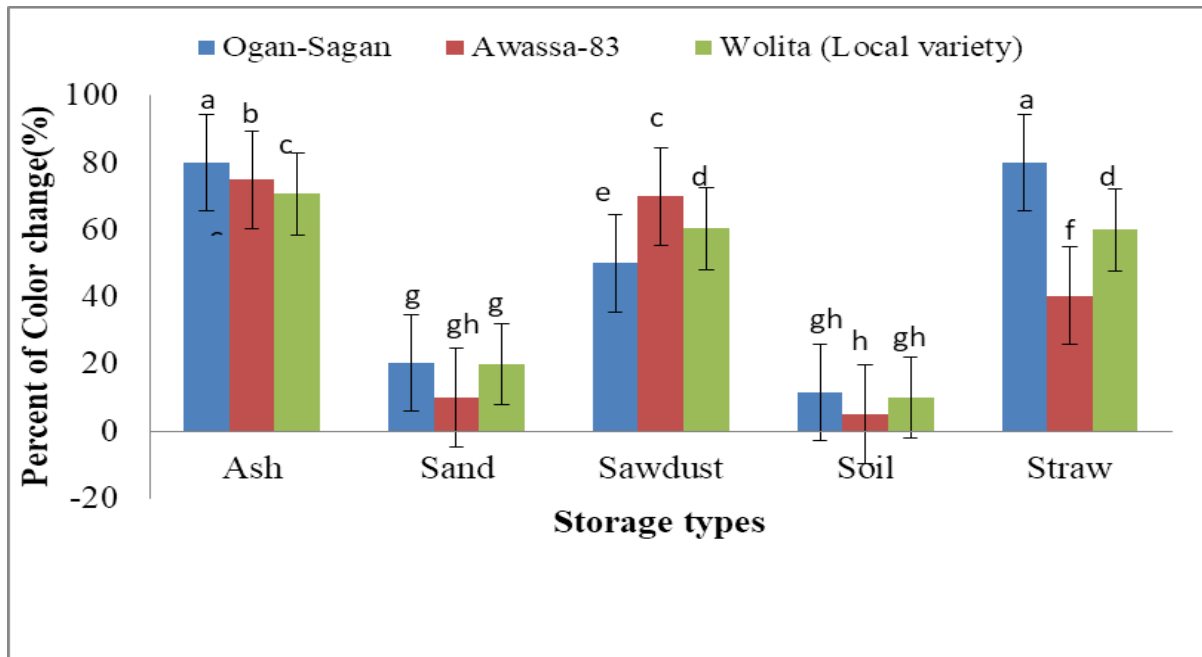 Ogan-Sagan Awassa-83 Wolita (Local variety)
Percent of Color change(%)
100
80
60
40
20
0
-20
a b c
g gh g
e c d
gh h gh
a f d
Ash Sand Sawdust Soil Straw
Storage types